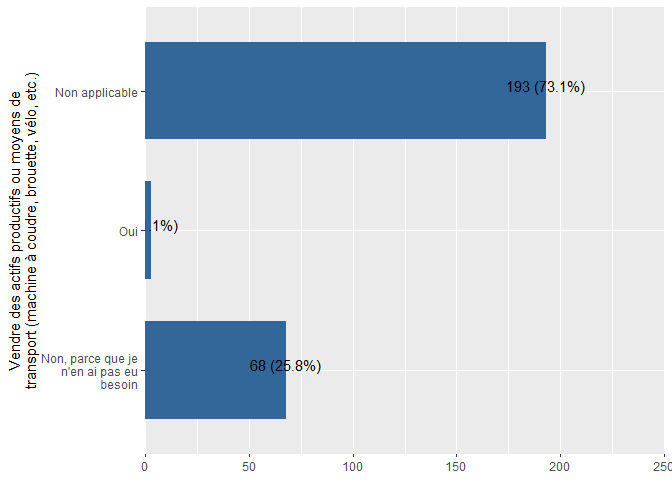 Vendre des actifs productifs ou moyens de
transport (machine à coudre, brouette, vélo, etc.)
Non applicable
193 (73.1%)
Oui
1%)
Non, parce que je
n'en ai pas eu
besoin
68 (25.8%)
0
50
100
150
200
250